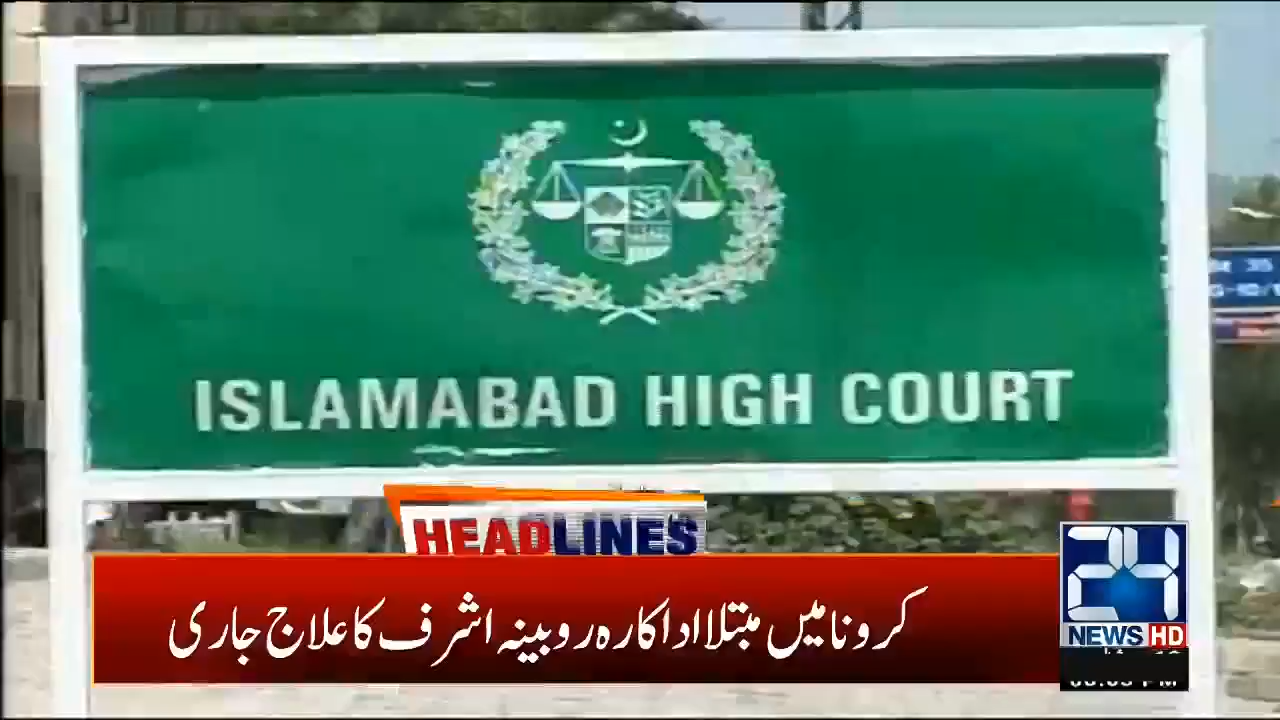 ISLAMABAD HIGH COURT
HEADLINES
کرونا میں مبتلا اداکارہ روبینہ اشرف کا علاج جاری
24
NEWS HD